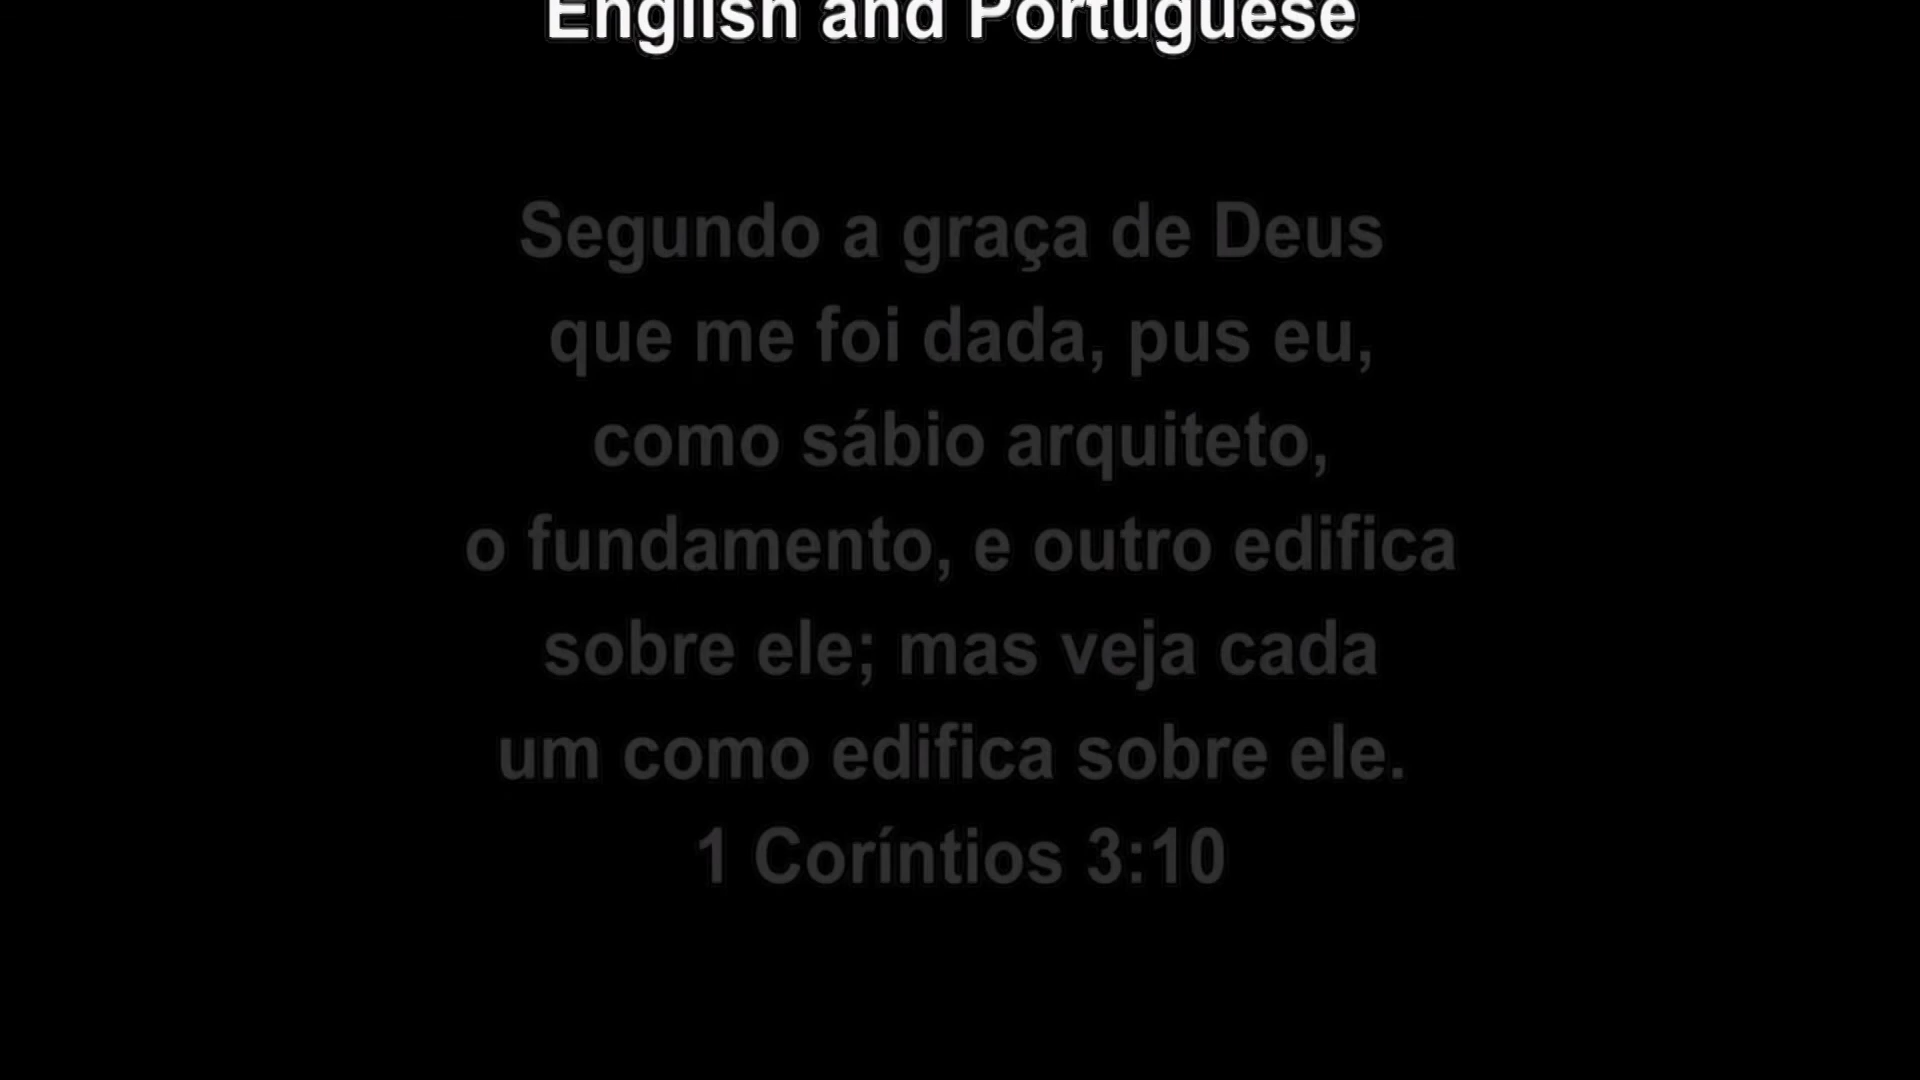 English and Portuguese
Segundo a graça de Deus
que me foi dada, pus eu,
como sábio arquiteto,
o fundamento, e outro edifica
sobre ele; mas veja cada
um como edifica sobre ele.
1 Coríntios 3:10